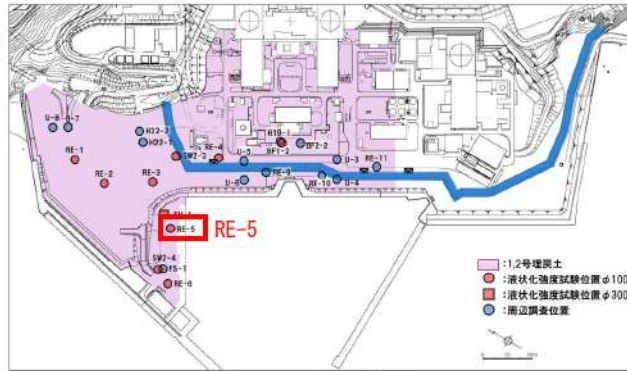 U-8
U-7
H22-2
H22-7
RE-1
RE-2
RE-3
SW2-3
RE-4
H19-1
BF1-2
BF2-2
U-5
U-3
RE-11
U-6
RE-9
RE-10
U-4
RE-5
RE-5
SW2-4
FS-1
RE-6
:1,2号埋戻土
:液状化強度試験位置φ100
:液状化強度試験位置φ300
:周辺調査位置